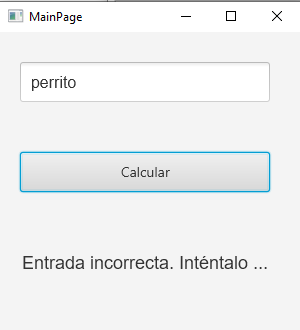 MainPage
perrito
Calcular
Entrada incorrecta. Inténtalo ...